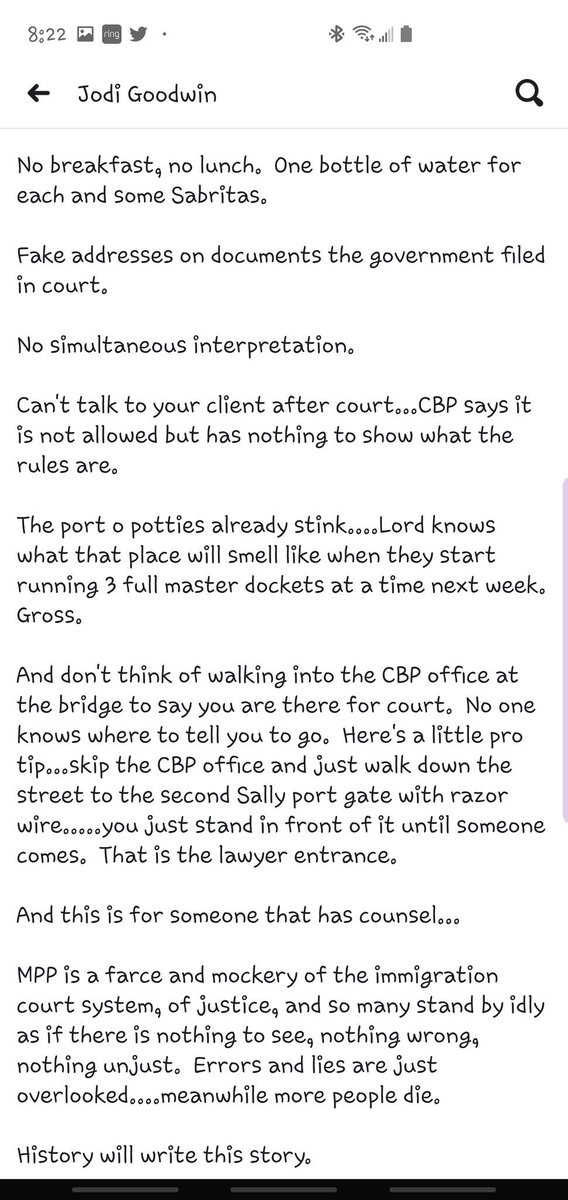 8:22 ring
Jodi Goodwin
No breakfast, no lunch.  One bottle of water for
each and some Sabritas.
Fake addresses on documents the government filed
in court.
No simultaneous interpretation.
Can't talk to your client after court...CBP says it
is not allowed but has nothing to show what the
rules are.
The port o potties already stink....Lord knows
what that place will smell like when they start
running 3 full master dockets at a time next week.
Gross.
And don't think of walking into the CBP office at
the bridge to say you are there for court.  No one
knows where to tell you to go.  Here's a little pro
tip...skip the CBP office and just walk down the
street to the second Sally port gate with razor
wire.....you just stand in front of it until someone
comes.  That is the lawyer entrance.
And this is for someone that has counsel...
MPP is a farce and mockery of the immigration
court system, of justice, and so many stand by idly
as if there is nothing to see, nothing wrong,
nothing unjust.  Errors and lies are just
overlooked....meanwhile more people die.
History will write this story.